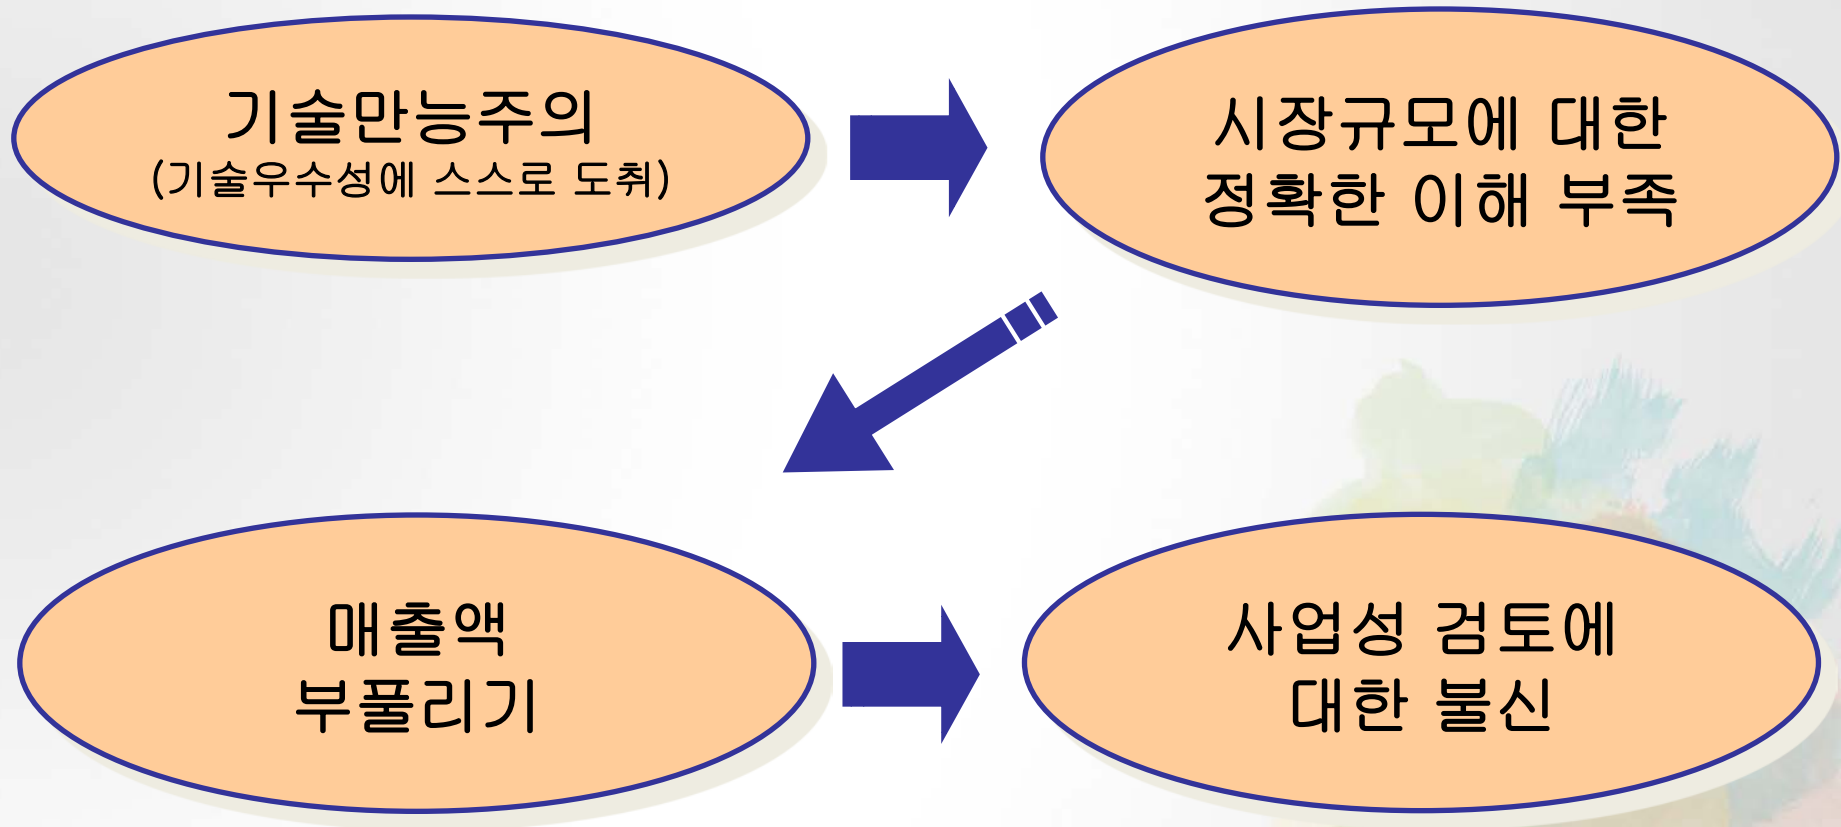 기술만능주의
(기술우수성에 스스로 도취)
시장규모에 대한
정확한 이해 부족
매출액
부풀리기
사업성 검토에
대한 불신